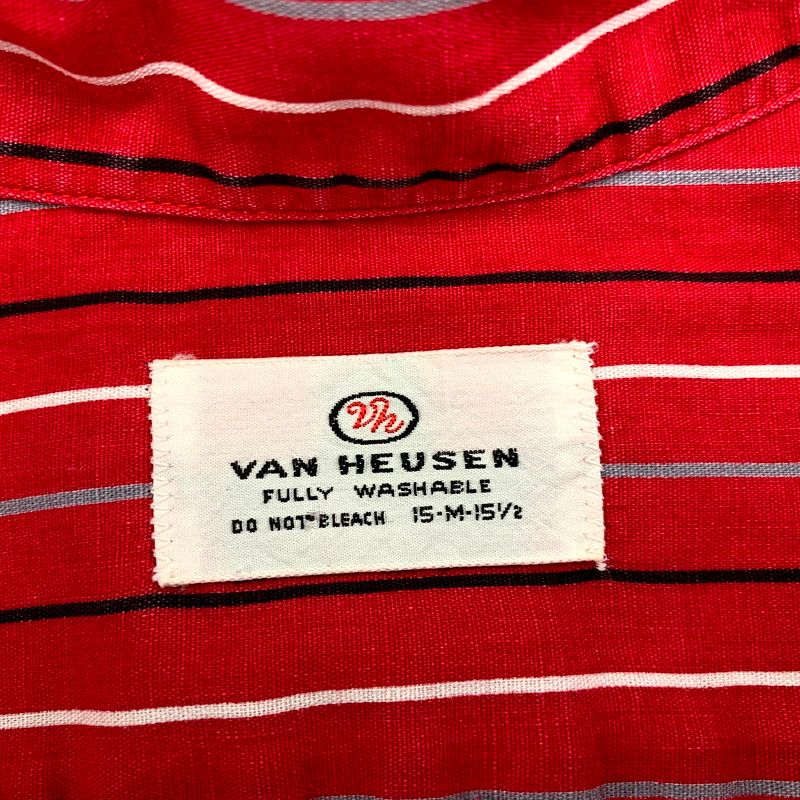 Vh
VAN HEUSEN
FULLY WASHABLE
DO NOT BLEACH 15-M-15½